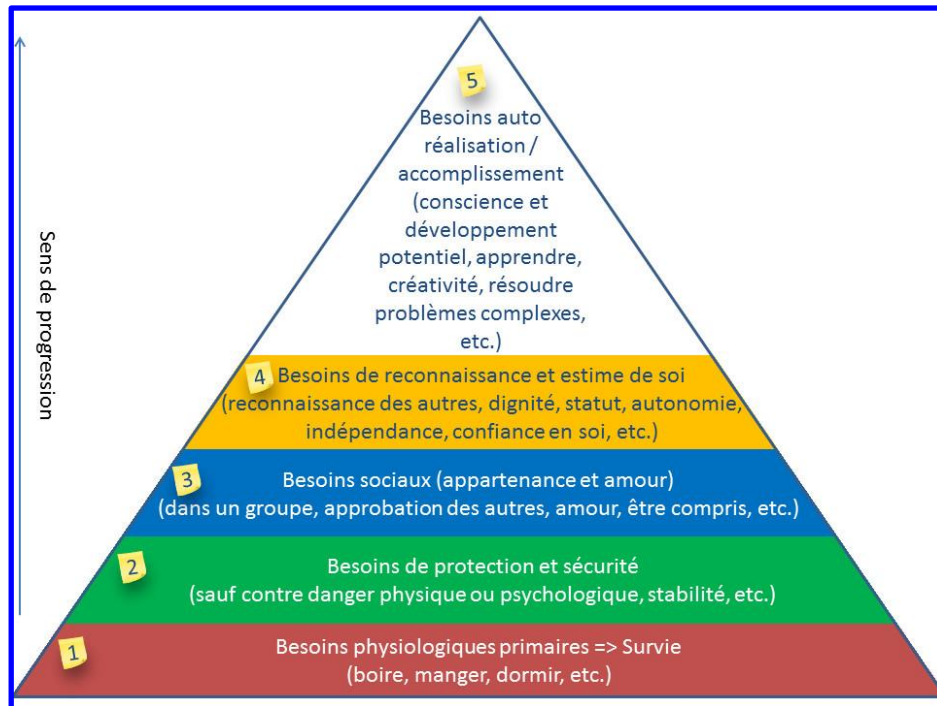 5
Besoins auto
réalisation /
accomplissement
(conscience et
développement
potentiel, apprendre,
créativité, résoudre
problèmes complexes,
etc.)
4
Besoins de reconnaissance et estime de soi
(reconnaissance des autres, dignité, statut, autonomie,
indépendance, confiance en soi, etc.)
3
Besoins sociaux (appartenance et amour)
(dans un groupe, approbation des autres, amour, être compris, etc.)
2
Besoins de protection et sécurité
(sauf contre danger physique ou psychologique, stabilité, etc.)
1
Besoins physiologiques primaires => Survie
(boire, manger, dormir, etc.)
Sens de progression